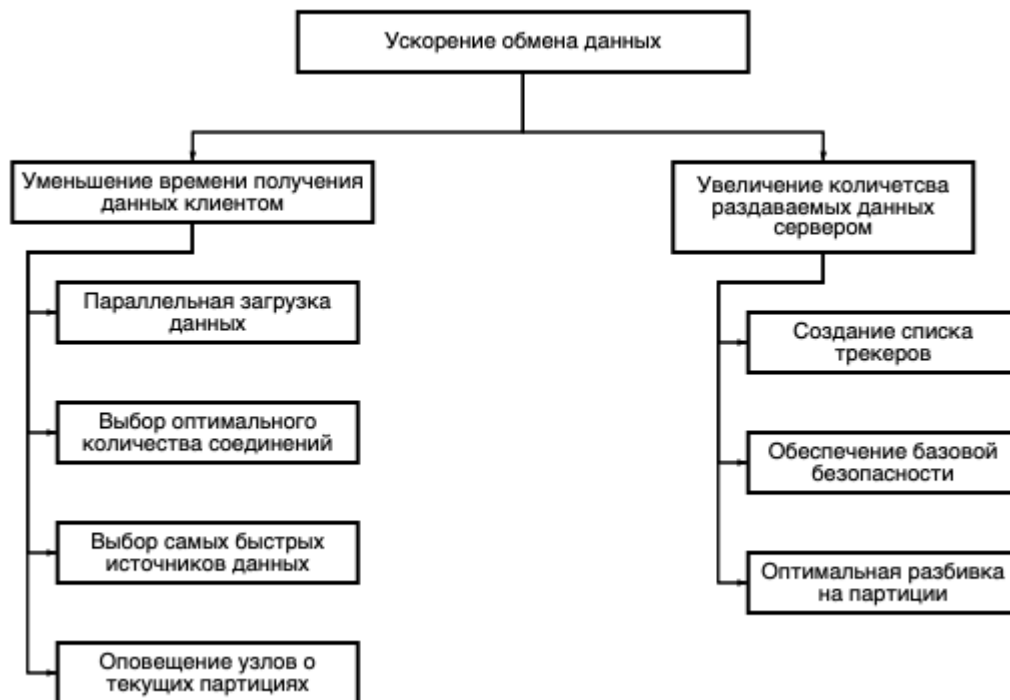 Ускорение обмена данных
Уменьшение времени получения
данных клиентом
Параллельная загрузка
данных
Выбор оптимального
количества соединений
Выбор самых быстрых
источников данных
Оповещение узлов о
текущих партициях
Увеличение количетсва
раздаваемых данных
сервером
Создание списка
трекеров
Обеспечение базовой
безопасности
Оптимальная разбивка
на партиции